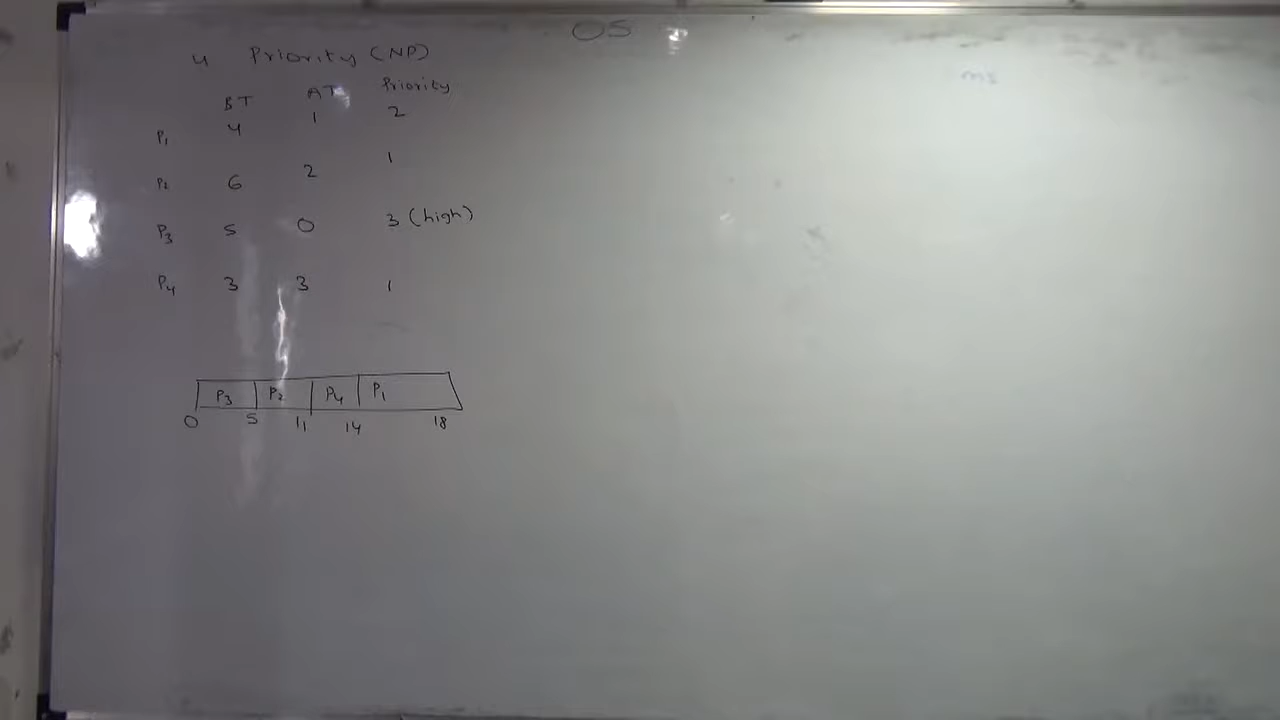 OS
4 Priority (NP)
BT AT Priority
P1 4 1 2
P2 6 2 1
P3 5 0 3 (high)
P4 3 3 1
P3 P2 P4 P1
0 5 11 14 18